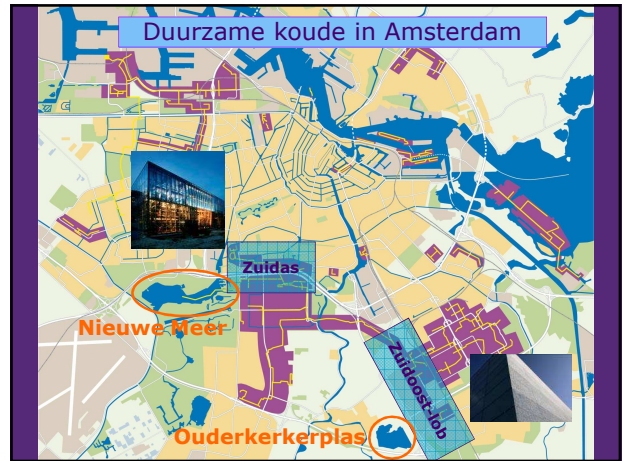 Duurzame koude in Amsterdam
Zuidas
Nieuwe Meer
Zuidoost-lob
Ouderkerkerplas